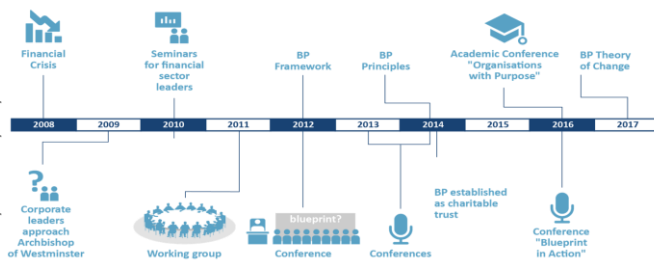 Financial
Crisis
Seminars
for financial
sector
leaders
BP
Framework
BP
Principles
Academic Conference
"Organisations
with Purpose"
BP Theory
of Change
2008
2009
2010
2011
2012
2013
2014
2015
2016
2017
?
Corporate
leaders
approach
Archbishop
of Westminster
Working group
blueprint?
Conference
Conferences
BP established
as charitable
trust
Conference
"Blueprint
in Action"